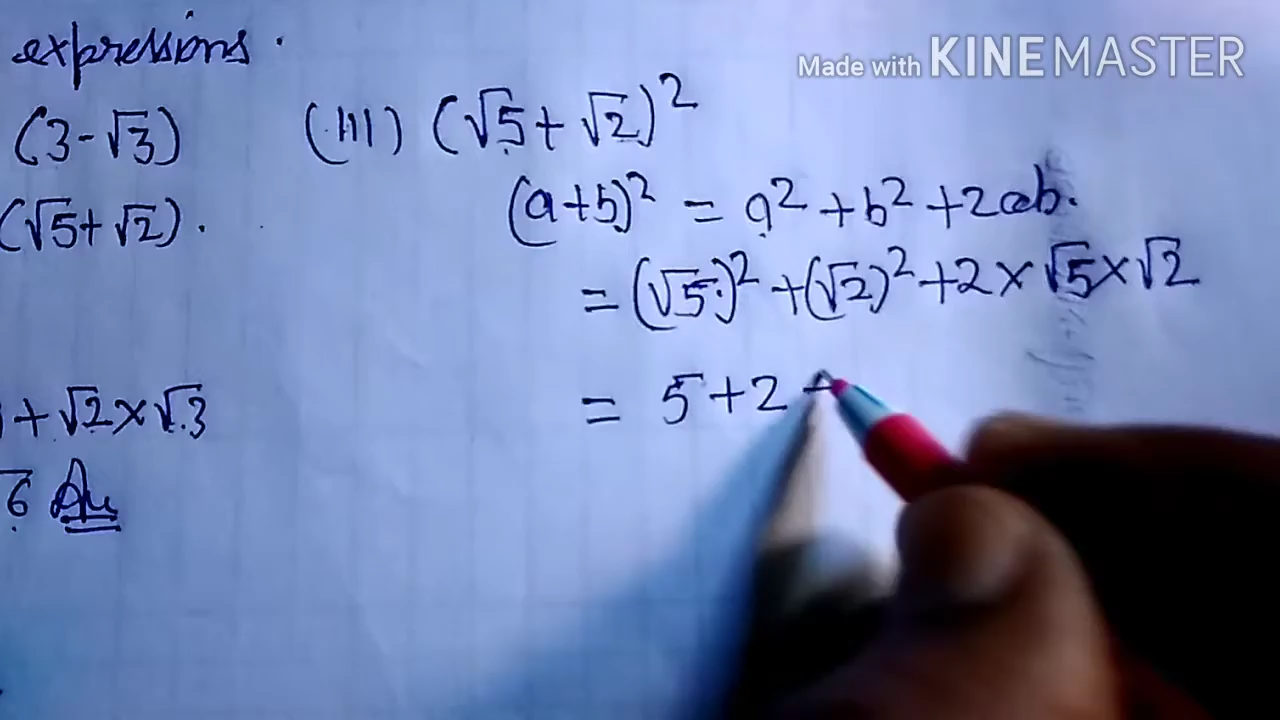 expressions.
Made with KINEMASTER
(3-√3)
(√5+√2).
+ √2×√3
6 Ans
(III) (√5+√2)²
(a+b)² = a²+b²+2ab.
= (√5)²+(√2)²+2×√5×√2
= 5+2+